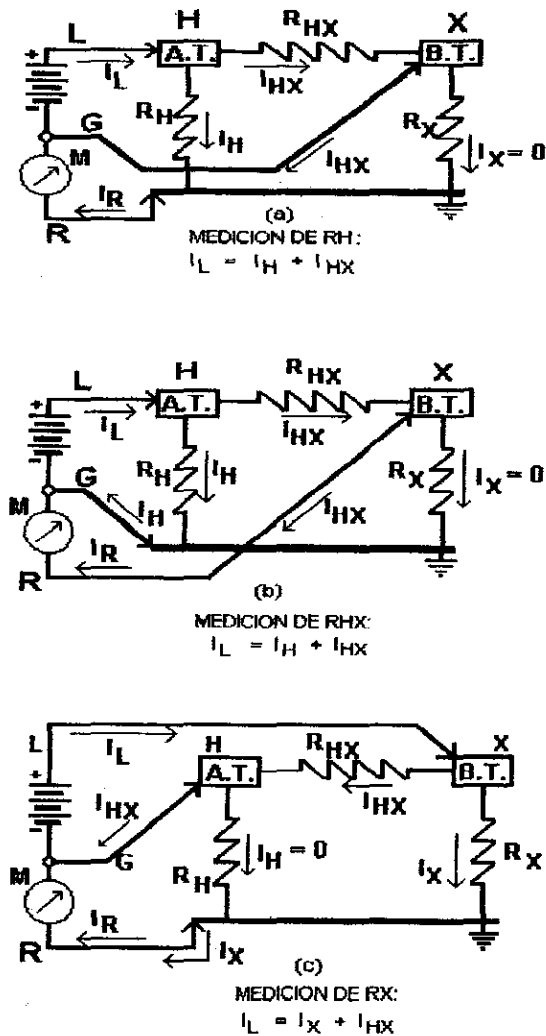 H X
L A.T. R_HX B.T.
+ I_L I_HX
R_H I_H R_X I_X = 0
- G I_HX
M
I_R
R
(a)
MEDICION DE RH:
I_L = I_H + I_HX
H X
L A.T. R_HX B.T.
+ I_L I_HX
R_H I_H R_X I_X = 0
- G I_H I_HX
M
I_R
R
(b)
MEDICION DE RHX:
I_L = I_H + I_HX
L I_L
H R_HX X
+ A.T. B.T.
I_HX I_HX
- I_H = 0 I_X R_X
M G R_H
I_R
R I_X
(c)
MEDICION DE RX:
I_L = I_X + I_HX